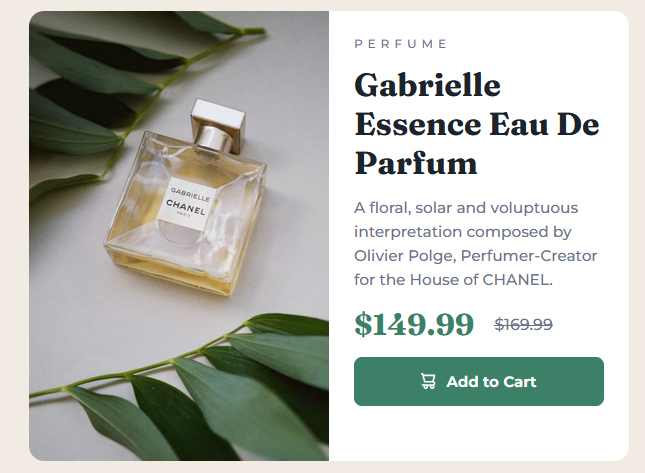 GABRIELLE
CHANEL
PARIS
PERFUME
Gabrielle
Essence Eau De
Parfum
A floral, solar and voluptuous
interpretation composed by
Olivier Polge, Perfumer-Creator
for the House of CHANEL.
$149.99 $169.99
Add to Cart